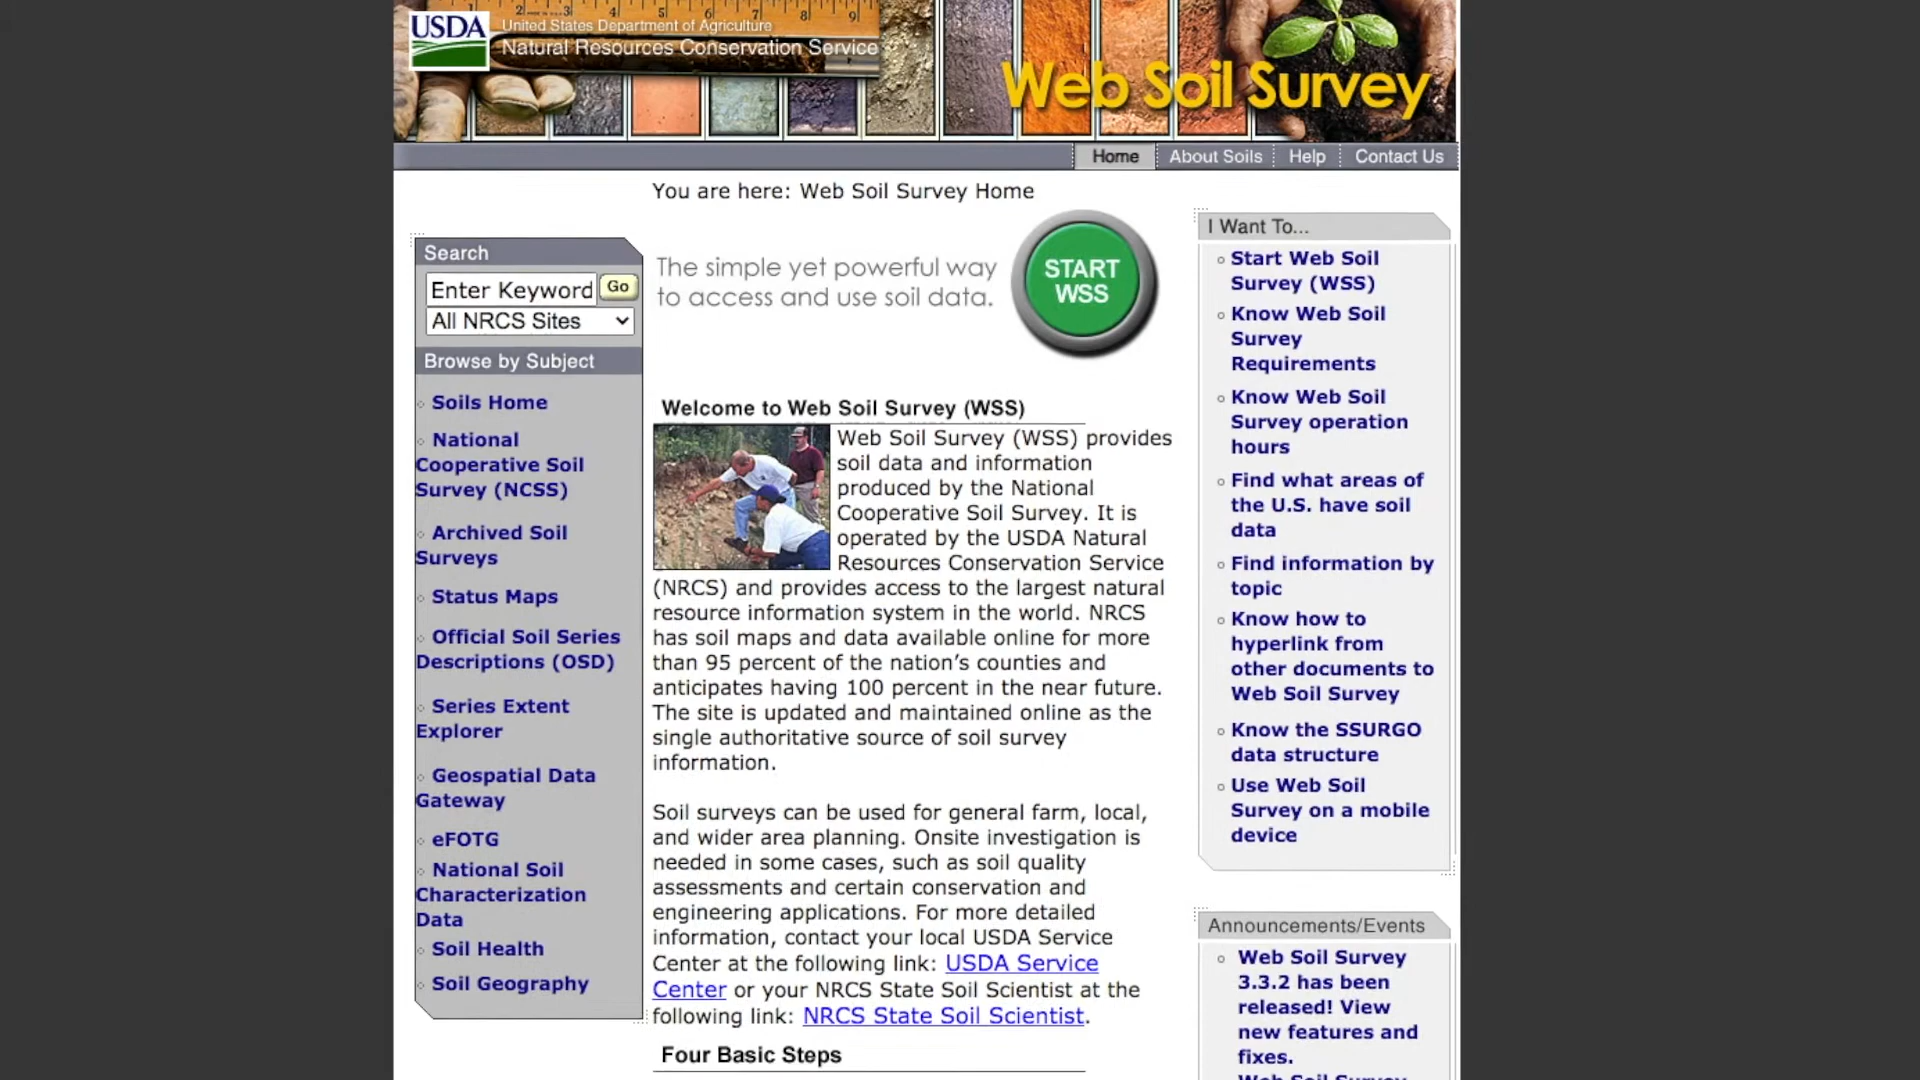 USDA
United States Department of Agriculture
Natural Resources Conservation Service
Web Soil Survey
Home
About Soils
Help
Contact Us
You are here: Web Soil Survey Home
Search
Enter Keyword
Go
All NRCS Sites
Browse by Subject
Soils Home
National
Cooperative Soil
Survey (NCSS)
Archived Soil
Surveys
Status Maps
Official Soil Series
Descriptions (OSD)
Series Extent
Explorer
Geospatial Data
Gateway
eFOTG
National Soil
Characterization
Data
Soil Health
Soil Geography
The simple yet powerful way
to access and use soil data.
START
WSS
Welcome to Web Soil Survey (WSS)
Web Soil Survey (WSS) provides
soil data and information
produced by the National
Cooperative Soil Survey. It is
operated by the USDA Natural
Resources Conservation Service
(NRCS) and provides access to the largest natural
resource information system in the world. NRCS
has soil maps and data available online for more
than 95 percent of the nation’s counties and
anticipates having 100 percent in the near future.
The site is updated and maintained online as the
single authoritative source of soil survey
information.
Soil surveys can be used for general farm, local,
and wider area planning. Onsite investigation is
needed in some cases, such as soil quality
assessments and certain conservation and
engineering applications. For more detailed
information, contact your local USDA Service
Center at the following link: USDA Service
Center or your NRCS State Soil Scientist at the
following link: NRCS State Soil Scientist.
Four Basic Steps
I Want To...
Start Web Soil
Survey (WSS)
Know Web Soil
Survey
Requirements
Know Web Soil
Survey operation
hours
Find what areas of
the U.S. have soil
data
Find information by
topic
Know how to
hyperlink from
other documents to
Web Soil Survey
Know the SSURGO
data structure
Use Web Soil
Survey on a mobile
device
Announcements/Events
Web Soil Survey
3.3.2 has been
released! View
new features and
fixes.
Web Soil Survey